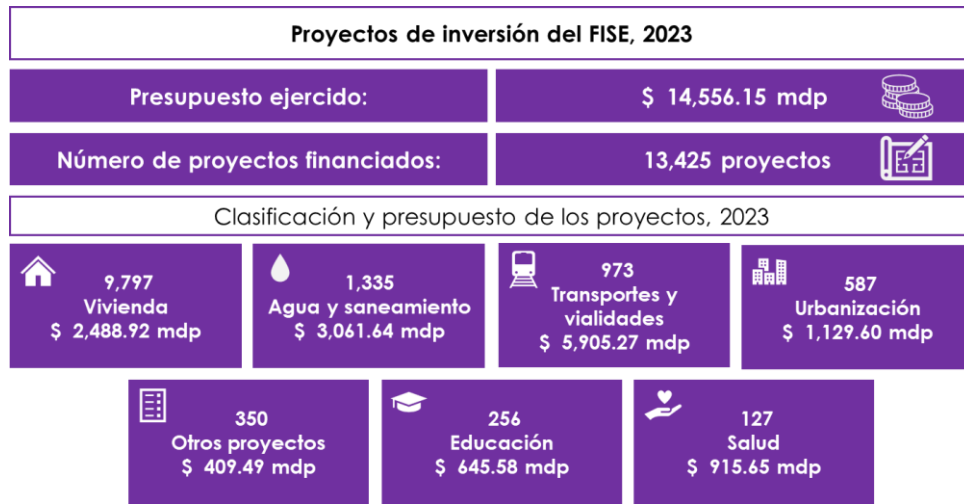 Proyectos de inversión del FISE, 2023
Presupuesto ejercido:
$ 14,556.15 mdp
Número de proyectos financiados:
13,425 proyectos
Clasificación y presupuesto de los proyectos, 2023
9,797
Vivienda
$ 2,488.92 mdp
1,335
Agua y saneamiento
$ 3,061.64 mdp
973
Transportes y
vialidades
$ 5,905.27 mdp
587
Urbanización
$ 1,129.60 mdp
350
Otros proyectos
$ 409.49 mdp
256
Educación
$ 645.58 mdp
127
Salud
$ 915.65 mdp